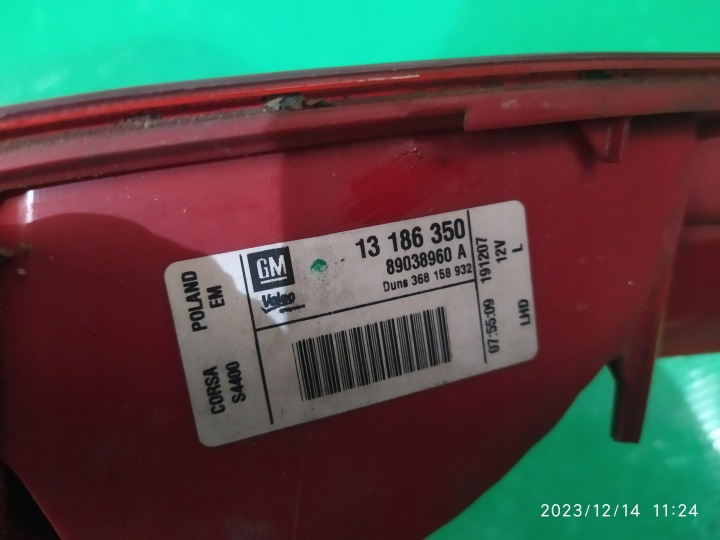 POLAND
EM
CORSA
S4400
GM
Valeo
13 186 350
89038960 A
Duns 368 158 932
07:55:09 191207
12V
LHD L
2023/12/14 11:24